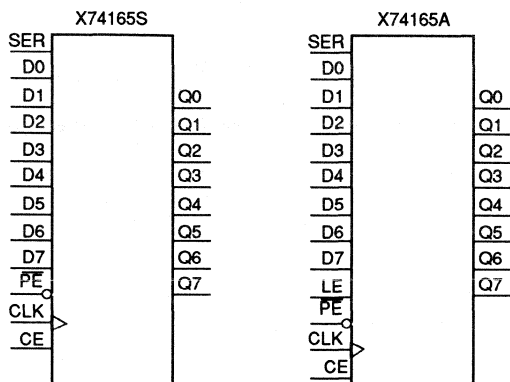 X74165S
SER
D0
D1
D2
D3
D4
D5
D6
D7
PE
CLK
CE
Q0
Q1
Q2
Q3
Q4
Q5
Q6
Q7
X74165A
SER
D0
D1
D2
D3
D4
D5
D6
D7
LE
PE
CLK
CE
Q0
Q1
Q2
Q3
Q4
Q5
Q6
Q7